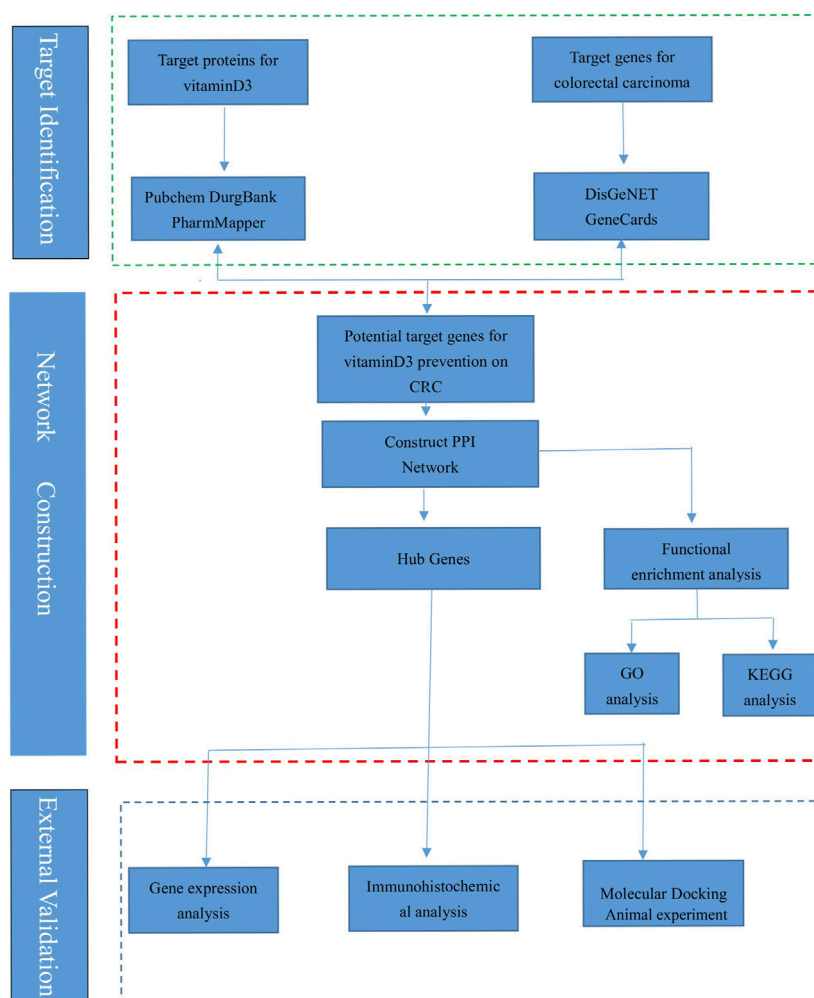 Target Identification
Target proteins for
vitaminD3
Target genes for
colorectal carcinoma
Pubchem DurgBank
PharmMapper
DisGeNET
GeneCards
Network Construction
Potential target genes for
vitaminD3 prevention on
CRC
Construct PPI
Network
Hub Genes
Functional
enrichment analysis
GO
analysis
KEGG
analysis
External Validation
Gene expression
analysis
Immunohistochemic
al analysis
Molecular Docking
Animal experiment